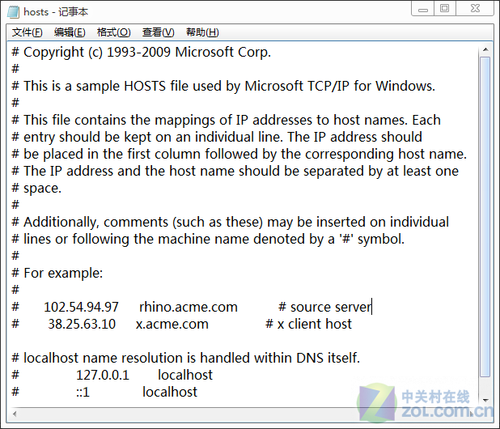 hosts - 记事本
文件(F) 编辑(E) 格式(O) 查看(V) 帮助(H)
# Copyright (c) 1993-2009 Microsoft Corp.
#
# This is a sample HOSTS file used by Microsoft TCP/IP for Windows.
#
# This file contains the mappings of IP addresses to host names. Each
# entry should be kept on an individual line. The IP address should
# be placed in the first column followed by the corresponding host name.
# The IP address and the host name should be separated by at least one
# space.
#
# Additionally, comments (such as these) may be inserted on individual
# lines or following the machine name denoted by a '#' symbol.
#
# For example:
#
# 102.54.94.97 rhino.acme.com # source server
# 38.25.63.10 x.acme.com # x client host

# localhost name resolution is handled within DNS itself.
# 127.0.0.1 localhost
# ::1 localhost
中关村在线
zol.com.cn